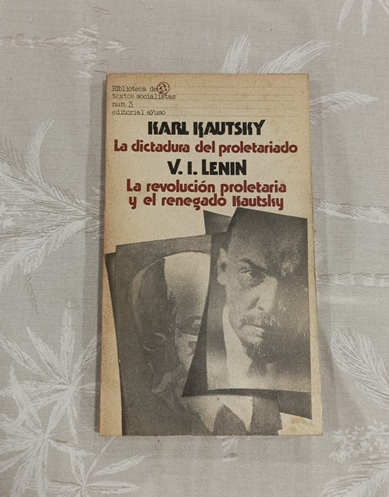 Biblioteca de
textos socialistas
num 3
editorial ayuso
KARL KAUTSKY
La dictadura del proletariado
V. I. LENIN
La revolución proletaria
y el renegado Kautsky